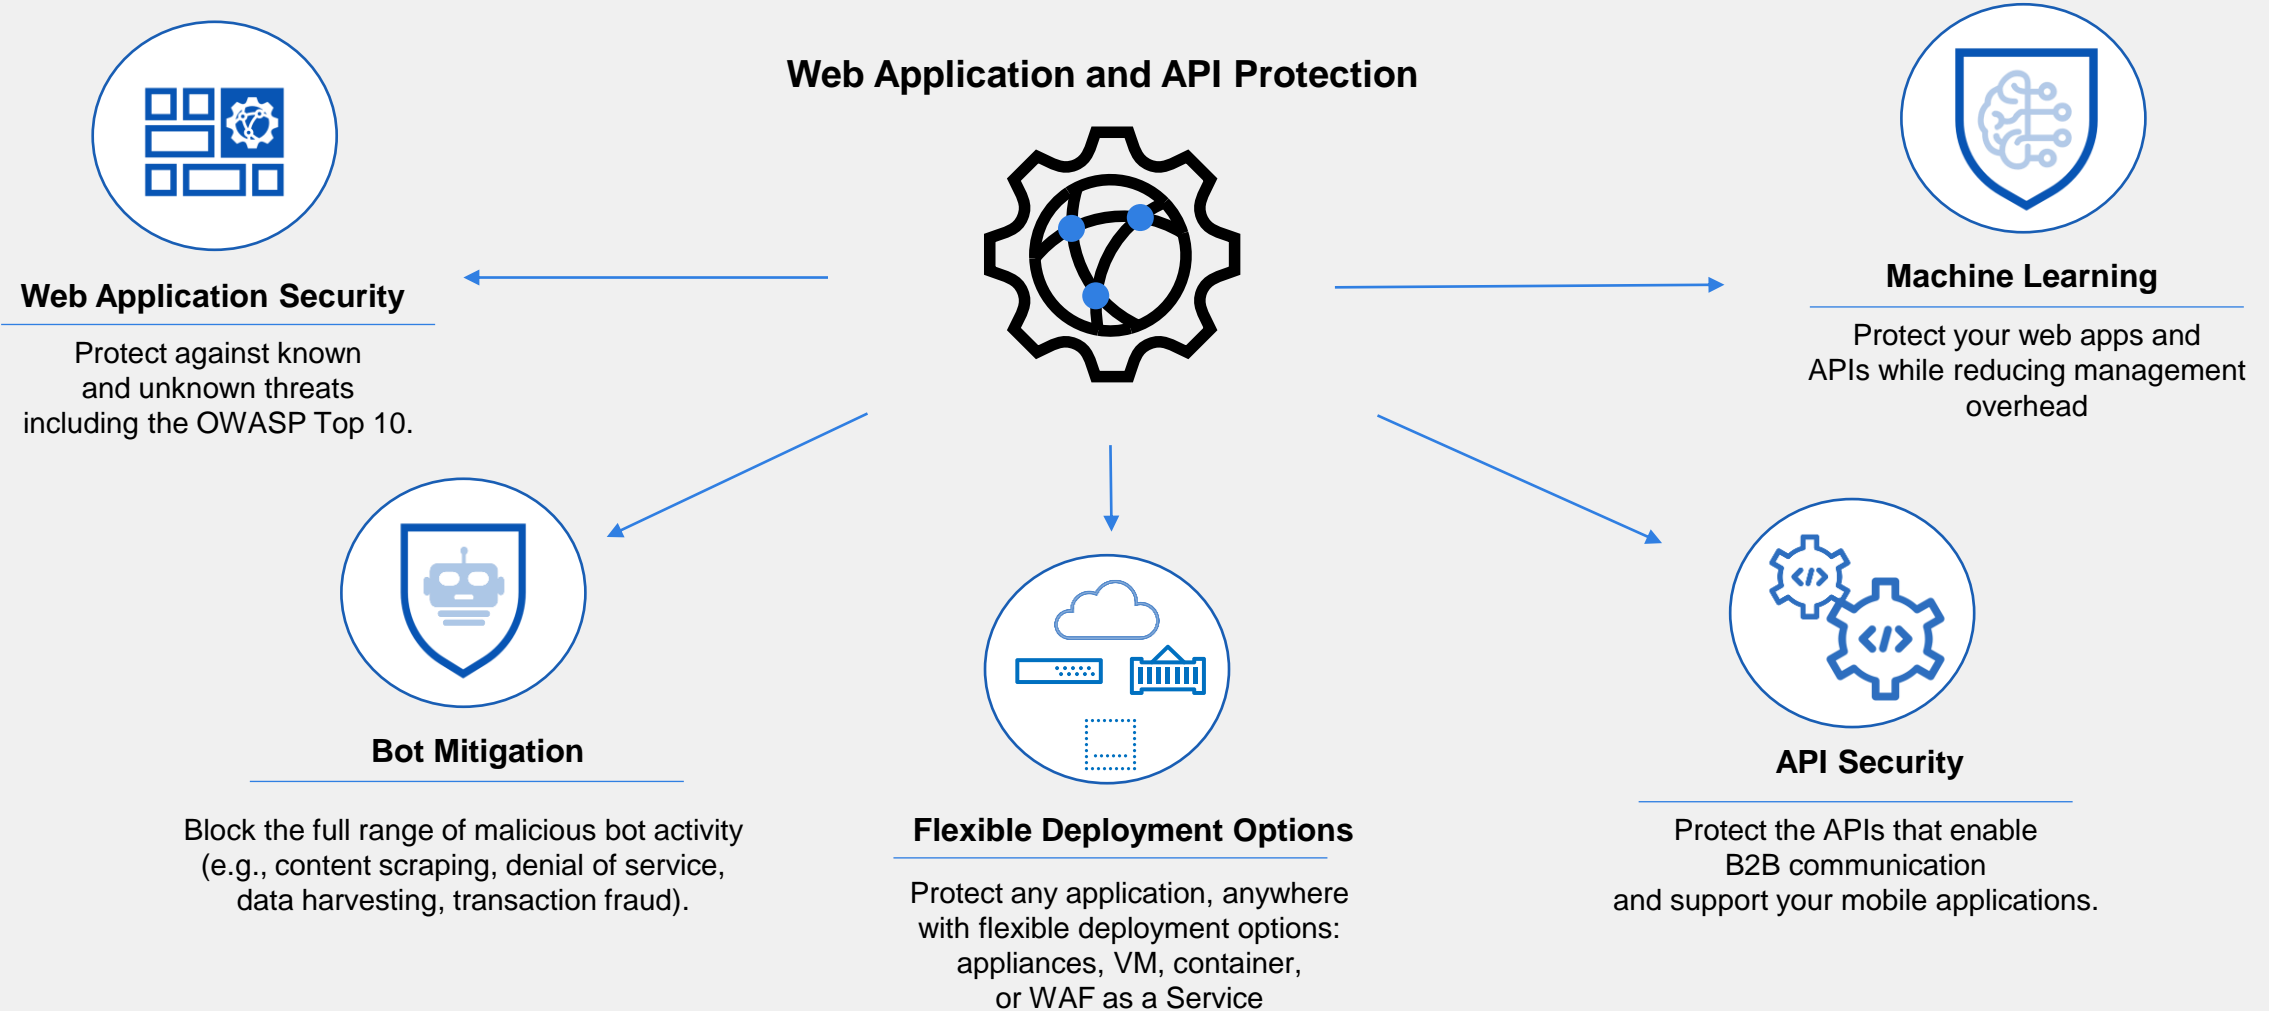 Web Application and API Protection
Web Application Security
Protect against known
and unknown threats
including the OWASP Top 10.
Machine Learning
Protect your web apps and
APIs while reducing management
overhead
Bot Mitigation
Block the full range of malicious bot activity
(e.g., content scraping, denial of service,
data harvesting, transaction fraud).
Flexible Deployment Options
Protect any application, anywhere
with flexible deployment options:
appliances, VM, container,
or WAF as a Service
</>
</>
API Security
Protect the APIs that enable
B2B communication
and support your mobile applications.